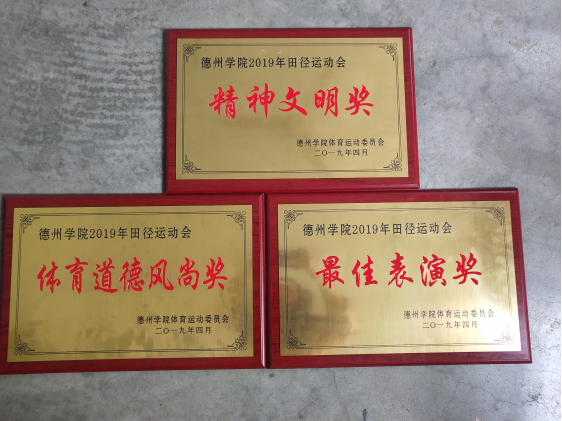 德州学院2019年田径运动会
精神文明奖
德州学院体育运动委员会
二〇一九年四月
德州学院2019年田径运动会
体育道德风尚奖
德州学院体育运动委员会
二〇一九年四月
德州学院2019年田径运动会
最佳表演奖
德州学院体育运动委员会
二〇一九年四月